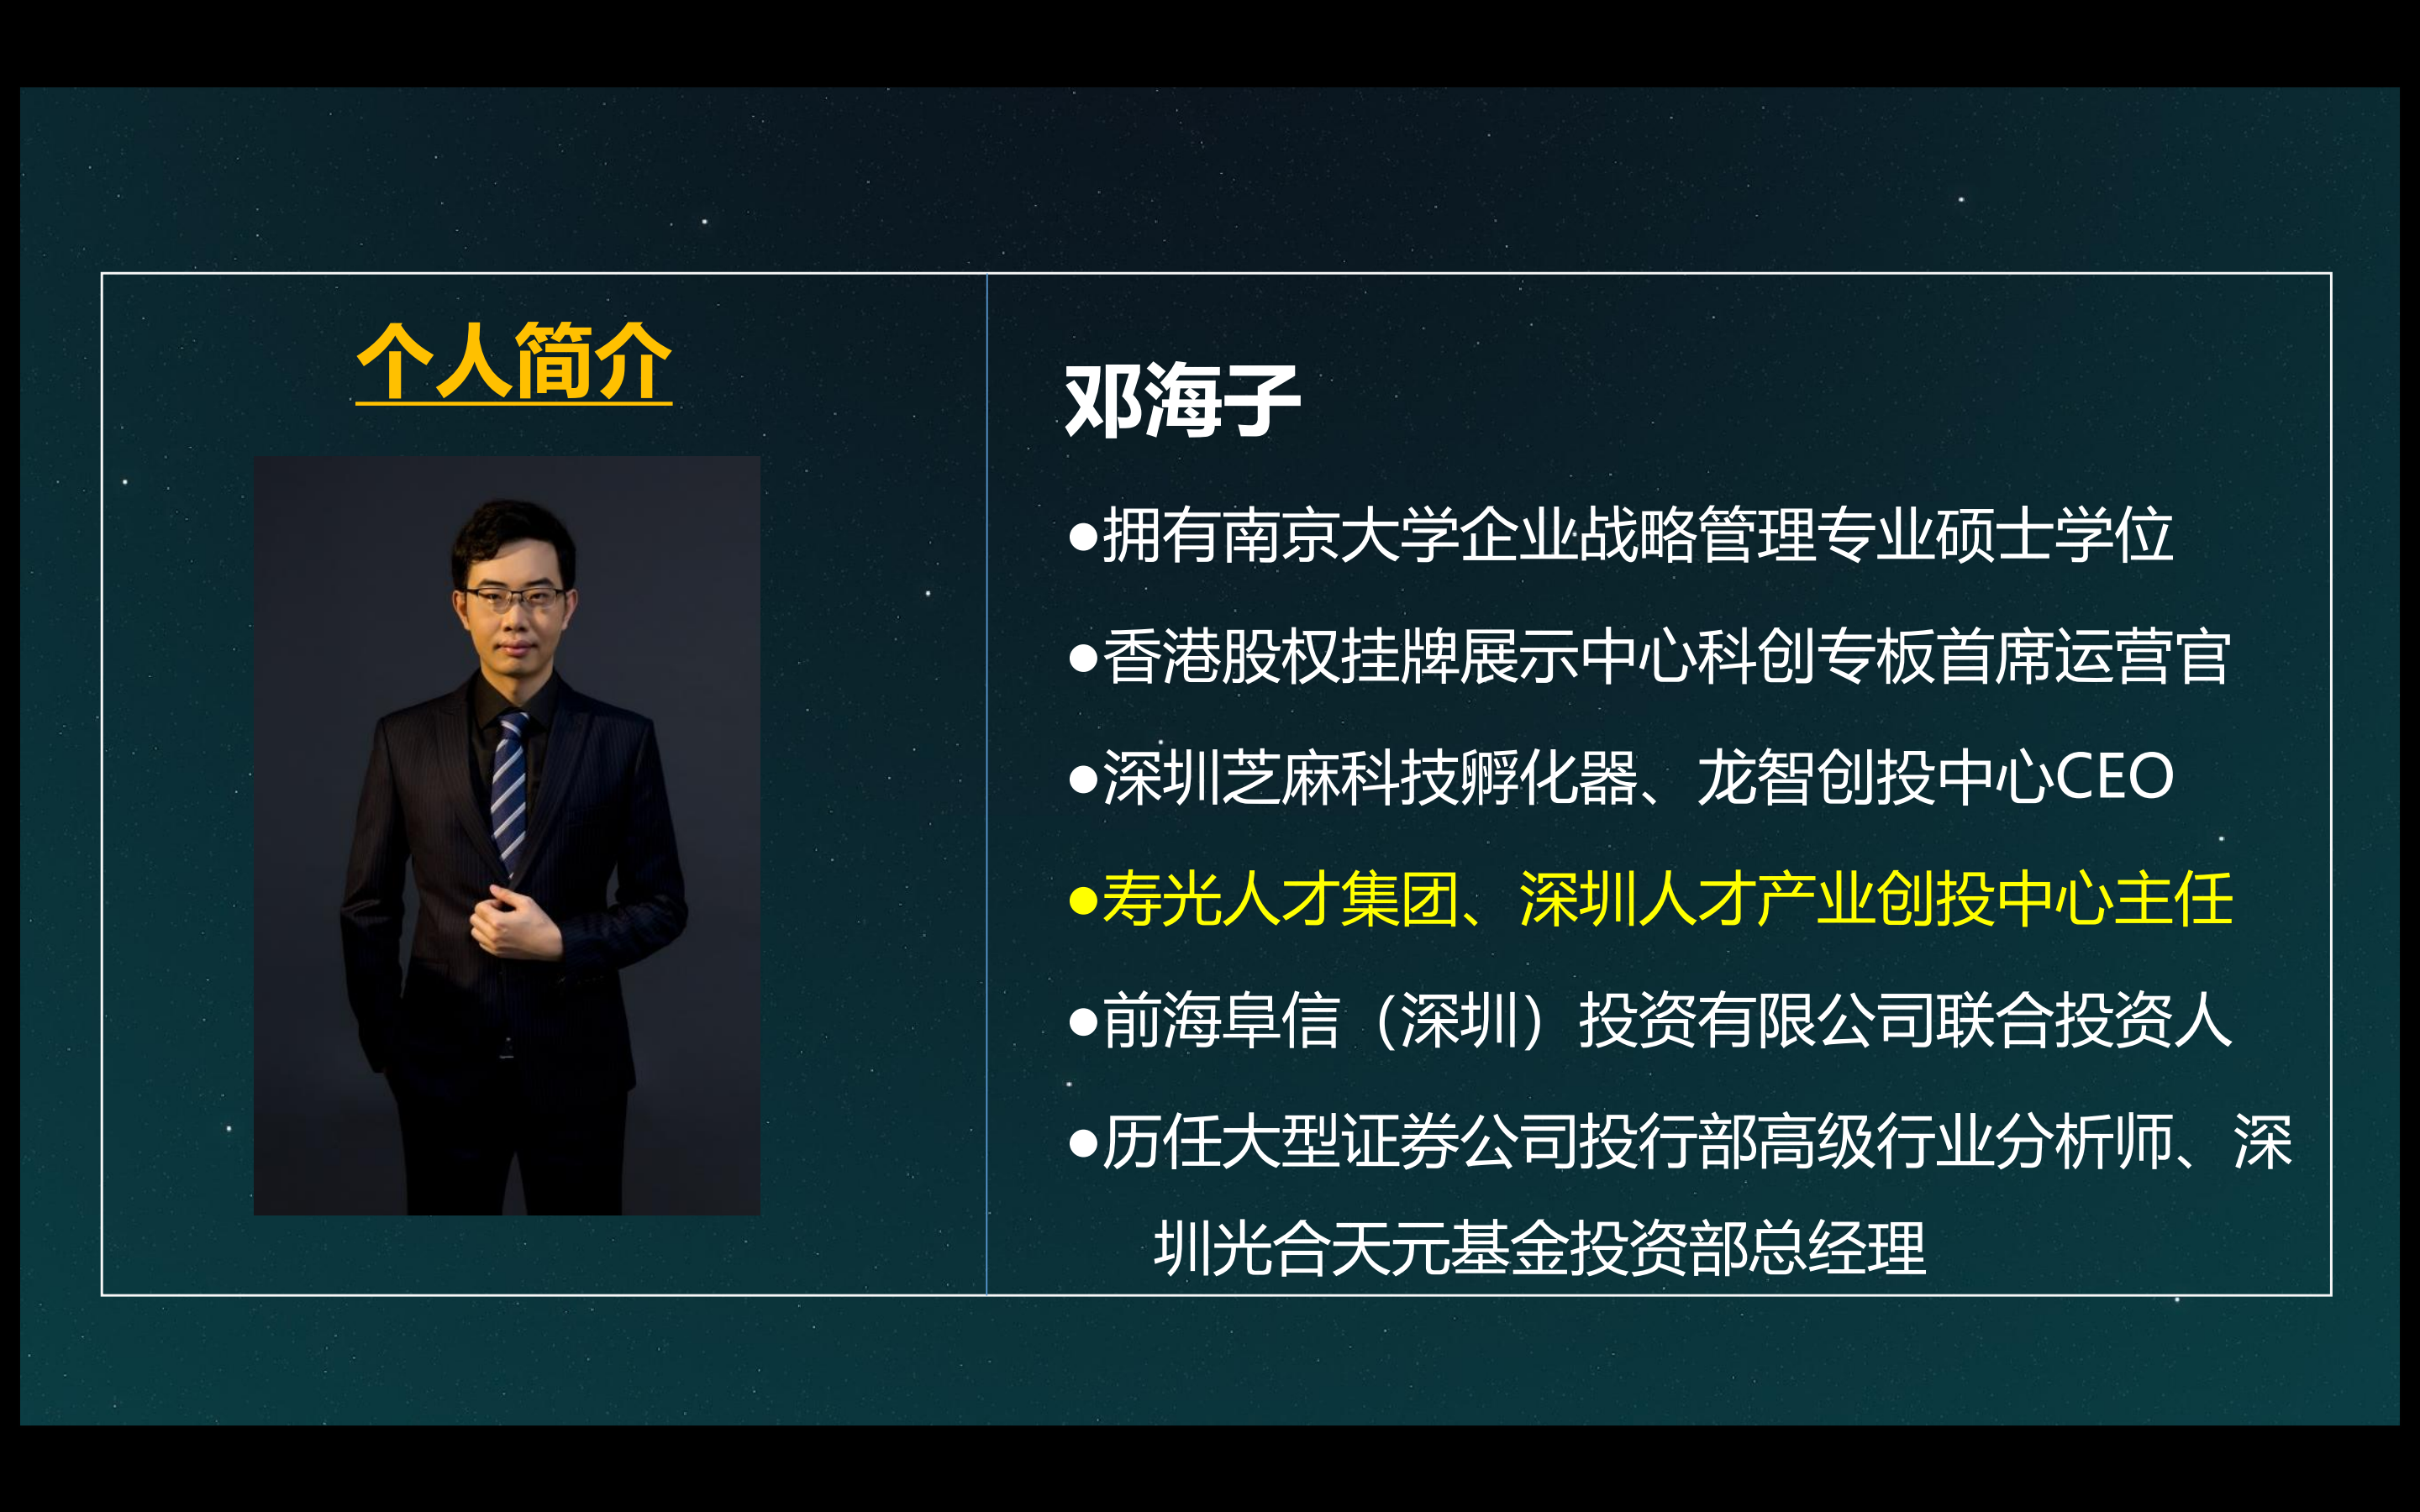 个人简介
邓海子
●拥有南京大学企业战略管理专业硕士学位
●香港股权挂牌展示中心科创专板首席运营官
●深圳芝麻科技孵化器、龙智创投中心CEO
●寿光人才集团、深圳人才产业创投中心主任
●前海阜信（深圳）投资有限公司联合投资人
●历任大型证券公司投行部高级行业分析师、深
圳光合天元基金投资部总经理